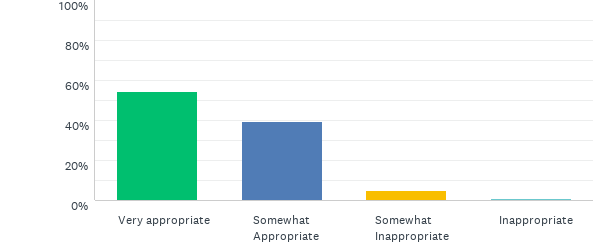 100%
80%
60%
40%
20%
0%
Very appropriate
Somewhat
Appropriate
Somewhat
Inappropriate
Inappropriate